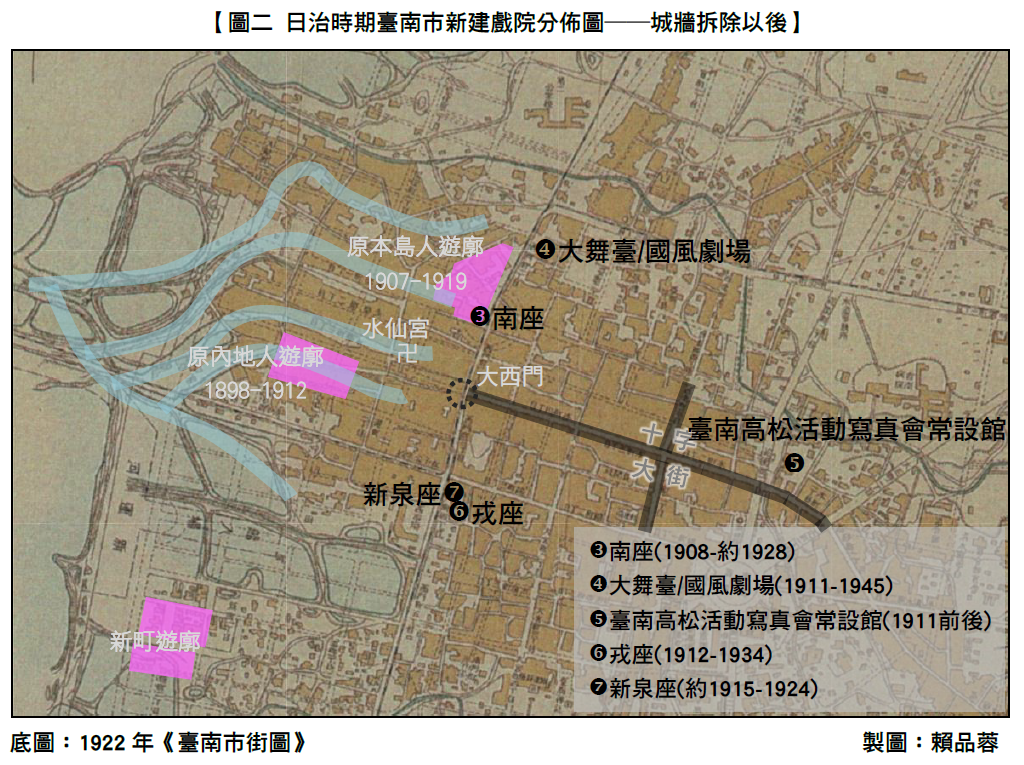 【圖二 日治時期臺南市新建戲院分佈圖──城牆拆除以後】
原本島人遊廓
1907-1919
❹大舞臺/國風劇場
❸南座
水仙宮
卍
原內地人遊廓
1898-1912
大西門
十字
大街
臺南高松活動寫真會常設館
❺
新泉座❼
❻戎座
新町遊廓
❸南座(1908-約1928)
❹大舞臺/國風劇場(1911-1945)
❺臺南高松活動寫真會常設館(1911前後)
❻戎座(1912-1934)
❼新泉座(約1915-1924)
底圖：1922 年《臺南市街圖》
製圖：賴品蓉